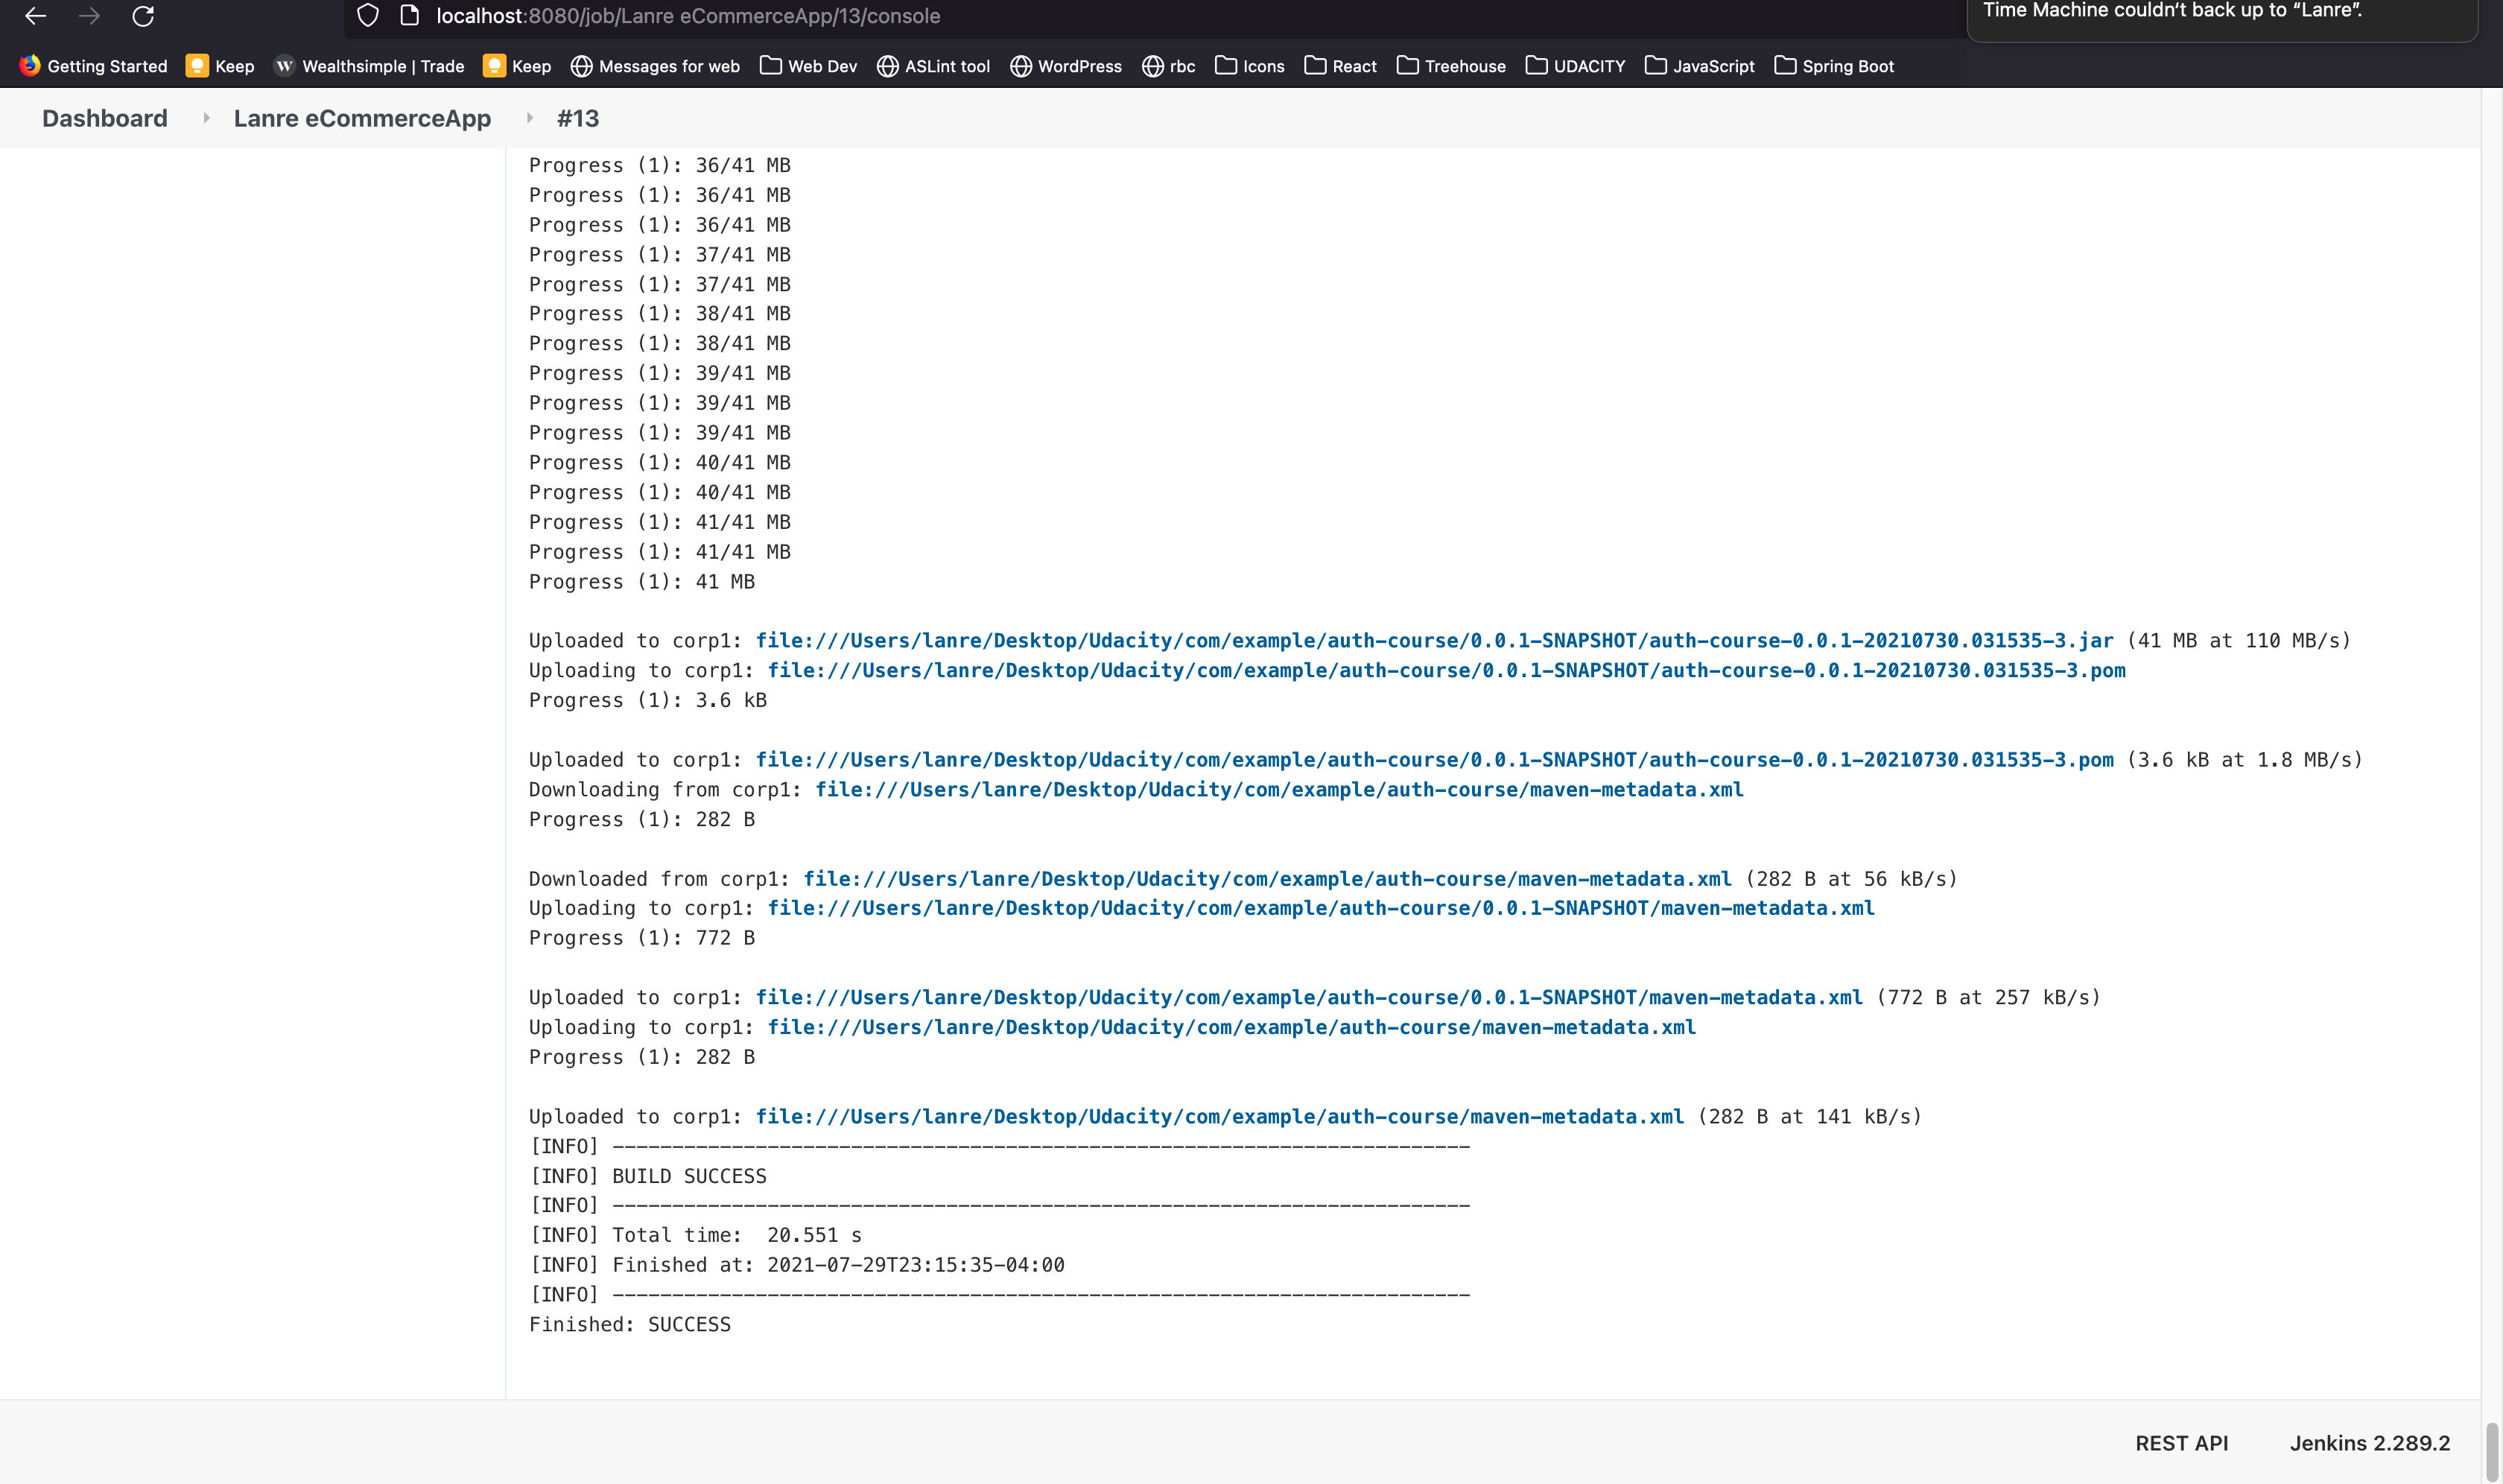 localhost:8080/job/Lanre eCommerceApp/13/console
Time Machine couldn't back up to “Lanre”.
Getting Started Keep W Wealthsimple | Trade Keep Messages for web Web Dev ASLint tool WordPress rbc Icons React Treehouse UDACITY JavaScript Spring Boot
Dashboard Lanre eCommerceApp #13
Progress (1): 36/41 MB
Progress (1): 36/41 MB
Progress (1): 36/41 MB
Progress (1): 37/41 MB
Progress (1): 37/41 MB
Progress (1): 38/41 MB
Progress (1): 38/41 MB
Progress (1): 39/41 MB
Progress (1): 39/41 MB
Progress (1): 39/41 MB
Progress (1): 40/41 MB
Progress (1): 40/41 MB
Progress (1): 41/41 MB
Progress (1): 41/41 MB
Progress (1): 41 MB
Uploaded to corp1: file:///Users/lanre/Desktop/Udacity/com/example/auth-course/0.0.1-SNAPSHOT/auth-course-0.0.1-20210730.031535-3.jar (41 MB at 110 MB/s)
Uploading to corp1: file:///Users/lanre/Desktop/Udacity/com/example/auth-course/0.0.1-SNAPSHOT/auth-course-0.0.1-20210730.031535-3.pom
Progress (1): 3.6 kB
Uploaded to corp1: file:///Users/lanre/Desktop/Udacity/com/example/auth-course/0.0.1-SNAPSHOT/auth-course-0.0.1-20210730.031535-3.pom (3.6 kB at 1.8 MB/s)
Downloading from corp1: file:///Users/lanre/Desktop/Udacity/com/example/auth-course/maven-metadata.xml
Progress (1): 282 B
Downloaded from corp1: file:///Users/lanre/Desktop/Udacity/com/example/auth-course/maven-metadata.xml (282 B at 56 kB/s)
Uploading to corp1: file:///Users/lanre/Desktop/Udacity/com/example/auth-course/0.0.1-SNAPSHOT/maven-metadata.xml
Progress (1): 772 B
Uploaded to corp1: file:///Users/lanre/Desktop/Udacity/com/example/auth-course/0.0.1-SNAPSHOT/maven-metadata.xml (772 B at 257 kB/s)
Uploading to corp1: file:///Users/lanre/Desktop/Udacity/com/example/auth-course/maven-metadata.xml
Progress (1): 282 B
Uploaded to corp1: file:///Users/lanre/Desktop/Udacity/com/example/auth-course/maven-metadata.xml (282 B at 141 kB/s)
[INFO] ------------------------------------------------------------------------
[INFO] BUILD SUCCESS
[INFO] ------------------------------------------------------------------------
[INFO] Total time:  20.551 s
[INFO] Finished at: 2021-07-29T23:15:35-04:00
[INFO] ------------------------------------------------------------------------
Finished: SUCCESS
REST API Jenkins 2.289.2